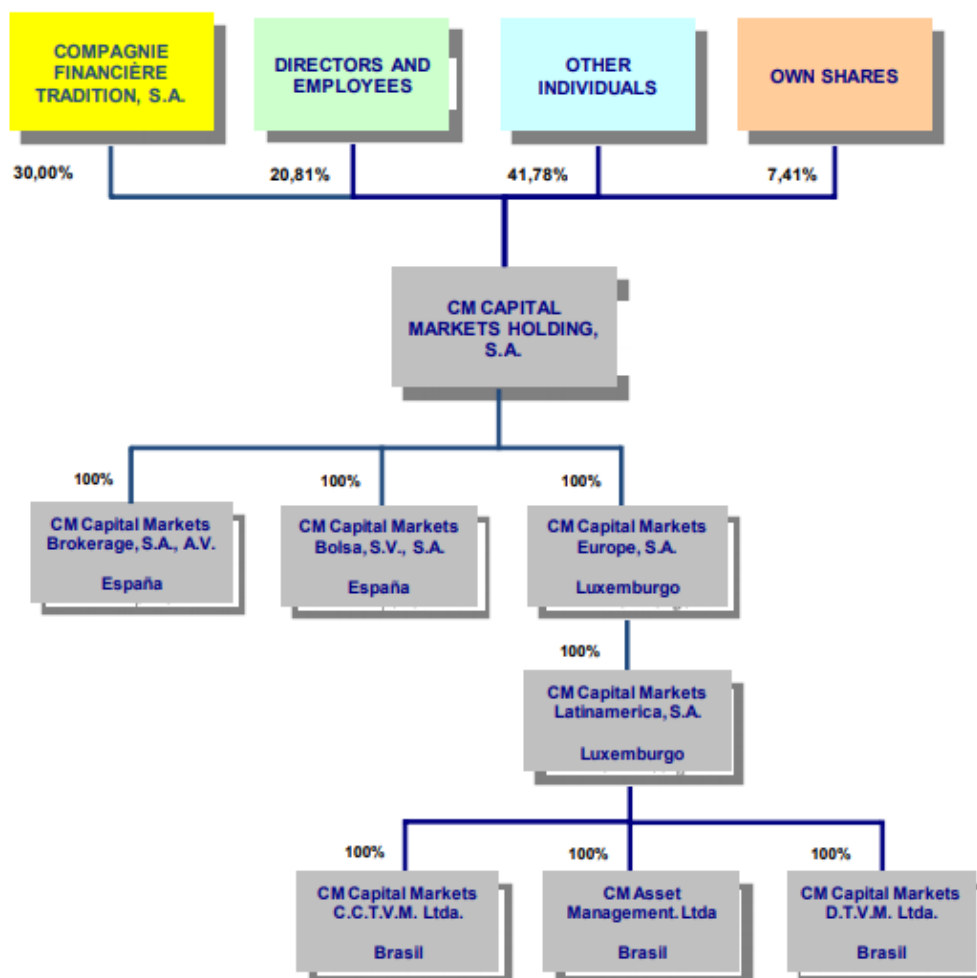 COMPAGNIE
FINANCIÈRE
TRADITION, S.A.
DIRECTORS AND
EMPLOYEES
OTHER
INDIVIDUALS
OWN SHARES
30,00%
20,81%
41,78%
7,41%
CM CAPITAL
MARKETS HOLDING,
S.A.
100%
100%
100%
CM Capital Markets
Brokerage, S.A., A.V.
España
CM Capital Markets
Bolsa, S.V., S.A.
España
CM Capital Markets
Europe, S.A.
Luxemburgo
100%
CM Capital Markets
Latinamerica, S.A.
Luxemburgo
100%
100%
100%
CM Capital Markets
C.C.T.V.M. Ltda.
Brasil
CM Asset
Management. Ltda
Brasil
CM Capital Markets
D.T.V.M. Ltda.
Brasil